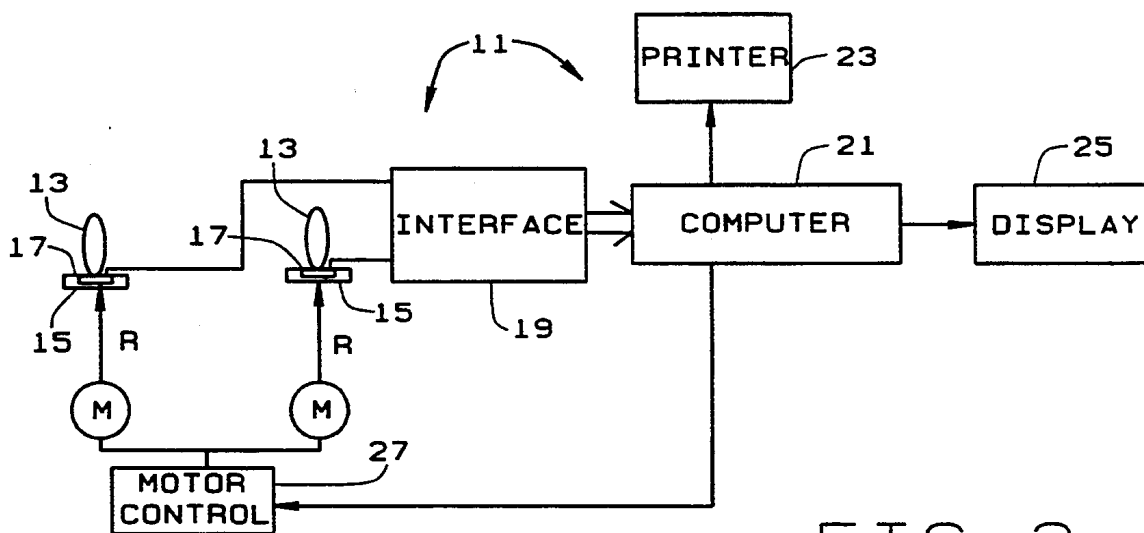 11
PRINTER
23
13
13
21
25
17
17
INTERFACE
COMPUTER
DISPLAY
15
15
19
R
R
M
M
27
MOTOR
CONTROL